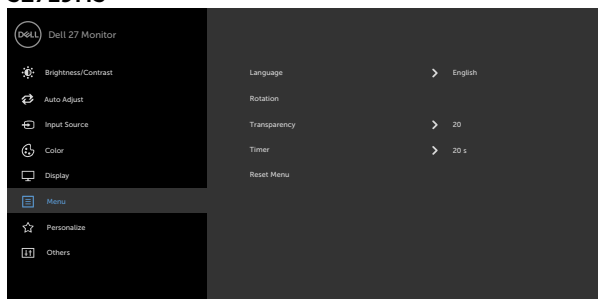 DELL Dell 27 Monitor
Brightness/Contrast Language English
Auto Adjust Rotation
Input Source Transparency 20
Color Timer 20 s
Display Reset Menu
Menu
Personalize
Others